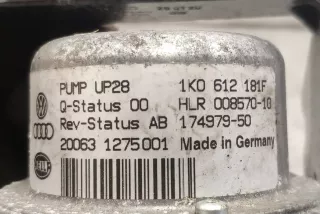 PUMP UP28 1K0 612 181F
Q-Status 00 HLR 008570-10
Rev-Status AB 174979-50
20063 1275001 Made in Germany